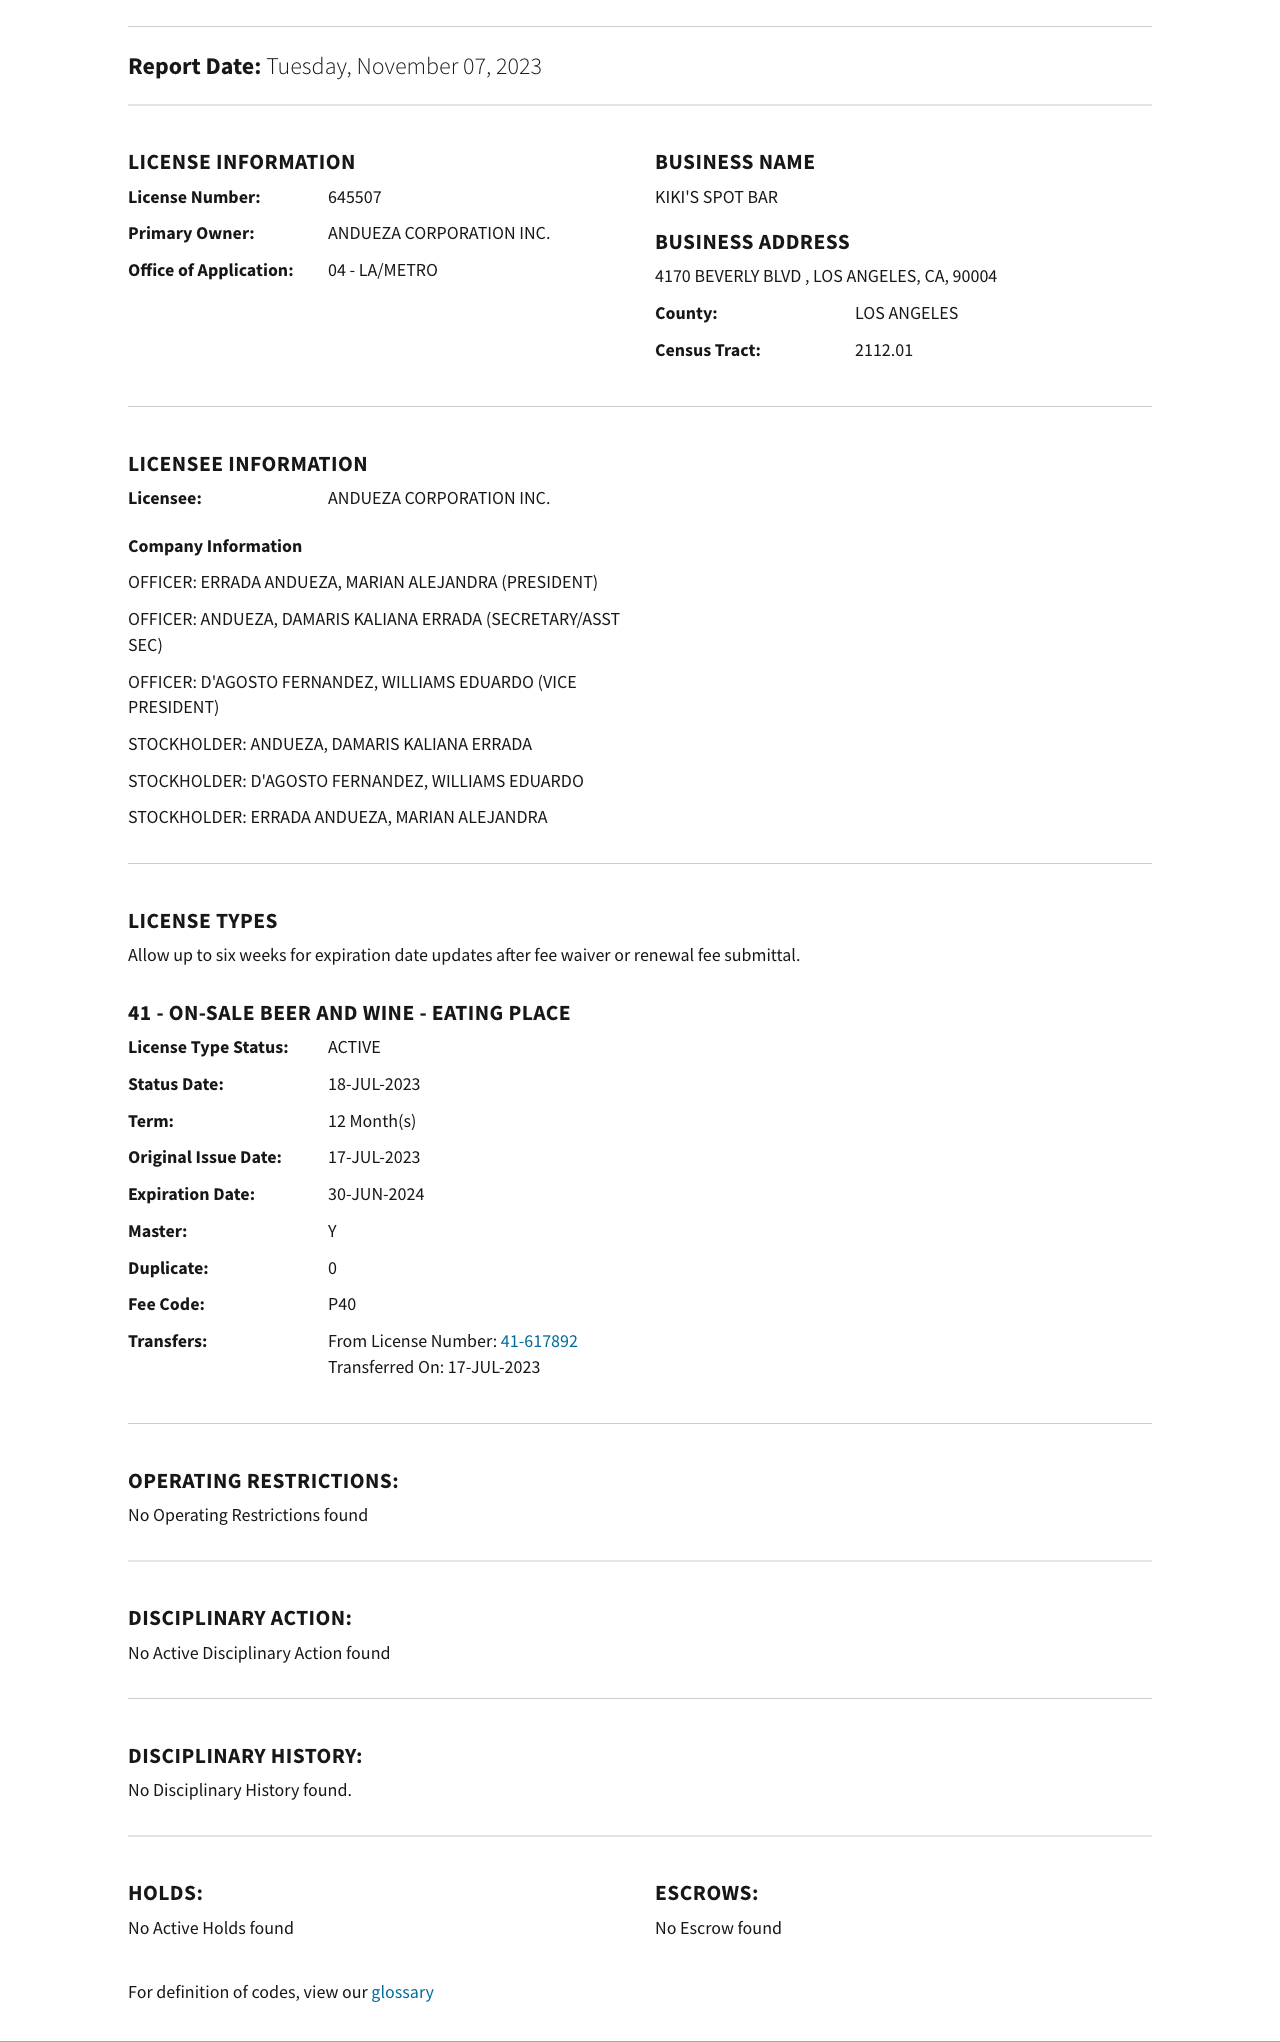 Report Date: Tuesday, November 07, 2023
LICENSE INFORMATION
License Number: 645507
Primary Owner: ANDUEZA CORPORATION INC.
Office of Application: 04 - LA/METRO
BUSINESS NAME
KIKI'S SPOT BAR
BUSINESS ADDRESS
4170 BEVERLY BLVD , LOS ANGELES, CA, 90004
County: LOS ANGELES
Census Tract: 2112.01
LICENSEE INFORMATION
Licensee: ANDUEZA CORPORATION INC.
Company Information
OFFICER: ERRADA ANDUEZA, MARIAN ALEJANDRA (PRESIDENT)
OFFICER: ANDUEZA, DAMARIS KALIANA ERRADA (SECRETARY/ASST
SEC)
OFFICER: D'AGOSTO FERNANDEZ, WILLIAMS EDUARDO (VICE
PRESIDENT)
STOCKHOLDER: ANDUEZA, DAMARIS KALIANA ERRADA
STOCKHOLDER: D'AGOSTO FERNANDEZ, WILLIAMS EDUARDO
STOCKHOLDER: ERRADA ANDUEZA, MARIAN ALEJANDRA
LICENSE TYPES
Allow up to six weeks for expiration date updates after fee waiver or renewal fee submittal.
41 - ON-SALE BEER AND WINE - EATING PLACE
License Type Status: ACTIVE
Status Date: 18-JUL-2023
Term: 12 Month(s)
Original Issue Date: 17-JUL-2023
Expiration Date: 30-JUN-2024
Master: Y
Duplicate: 0
Fee Code: P40
Transfers: From License Number: 41-617892
Transferred On: 17-JUL-2023
OPERATING RESTRICTIONS:
No Operating Restrictions found
DISCIPLINARY ACTION:
No Active Disciplinary Action found
DISCIPLINARY HISTORY:
No Disciplinary History found.
HOLDS:
No Active Holds found
ESCROWS:
No Escrow found
For definition of codes, view our glossary